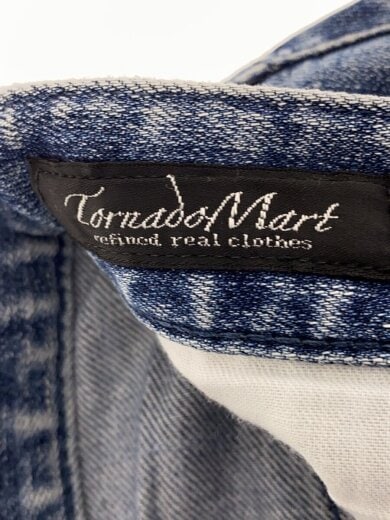 TornadoMart
refined real clothes